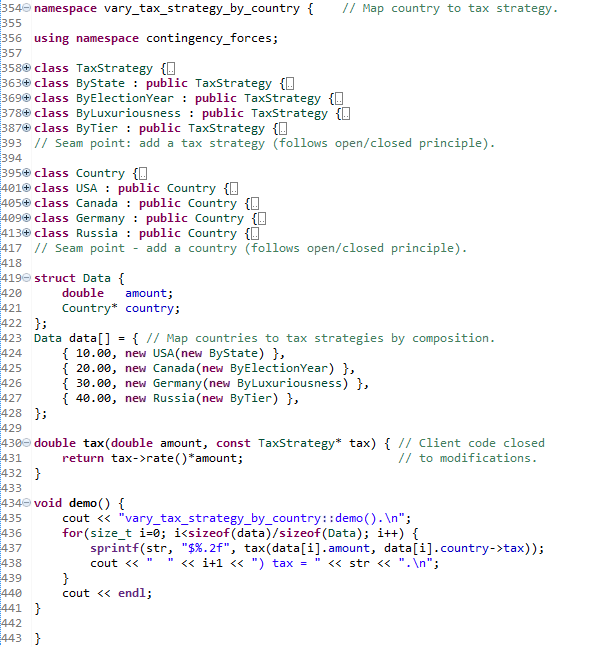 354 namespace vary_tax_strategy_by_country {    // Map country to tax strategy.
355
356 using namespace contingency_forces;
357
358 class TaxStrategy {
363 class ByState : public TaxStrategy {
369 class ByElectionYear : public TaxStrategy {
378 class ByLuxuriousness : public TaxStrategy {
387 class ByTier : public TaxStrategy {
393 // Seam point: add a tax strategy (follows open/closed principle).
394
395 class Country {
401 class USA : public Country {
405 class Canada : public Country {
409 class Germany : public Country {
413 class Russia : public Country {
417 // Seam point - add a country (follows open/closed principle).
418
419 struct Data {
420     double   amount;
421     Country* country;
422 };
423 Data data[] = { // Map countries to tax strategies by composition.
424     { 10.00, new USA(new ByState) },
425     { 20.00, new Canada(new ByElectionYear) },
426     { 30.00, new Germany(new ByLuxuriousness) },
427     { 40.00, new Russia(new ByTier) },
428 };
429
430 double tax(double amount, const TaxStrategy* tax) { // Client code closed
431     return tax->rate()*amount;                      // to modifications.
432 }
433
434 void demo() {
435     cout << "vary_tax_strategy_by_country::demo().\n";
436     for(size_t i=0; i<sizeof(data)/sizeof(Data); i++) {
437         sprintf(str, "$%.2f", tax(data[i].amount, data[i].country->tax));
438         cout << "  " << i+1 << ") tax = " << str << ".\n";
439     }
440     cout << endl;
441 }
442
443 }